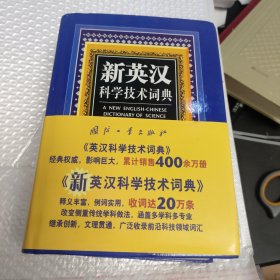 新英汉
科学技术词典
A NEW ENGLISH-CHINESE
DICTIONARY OF SCIENCE
国防工业出版社
《英汉科学技术词典》
经典权威,影响巨大,累计销售400余万册
《新英汉科学技术词典》
释义丰富、例词实用,收词达20万条
改变侧重传统学科做法,涵盖多学科多专业
继承创新,文理贯通,广泛收录前沿科技领域词汇